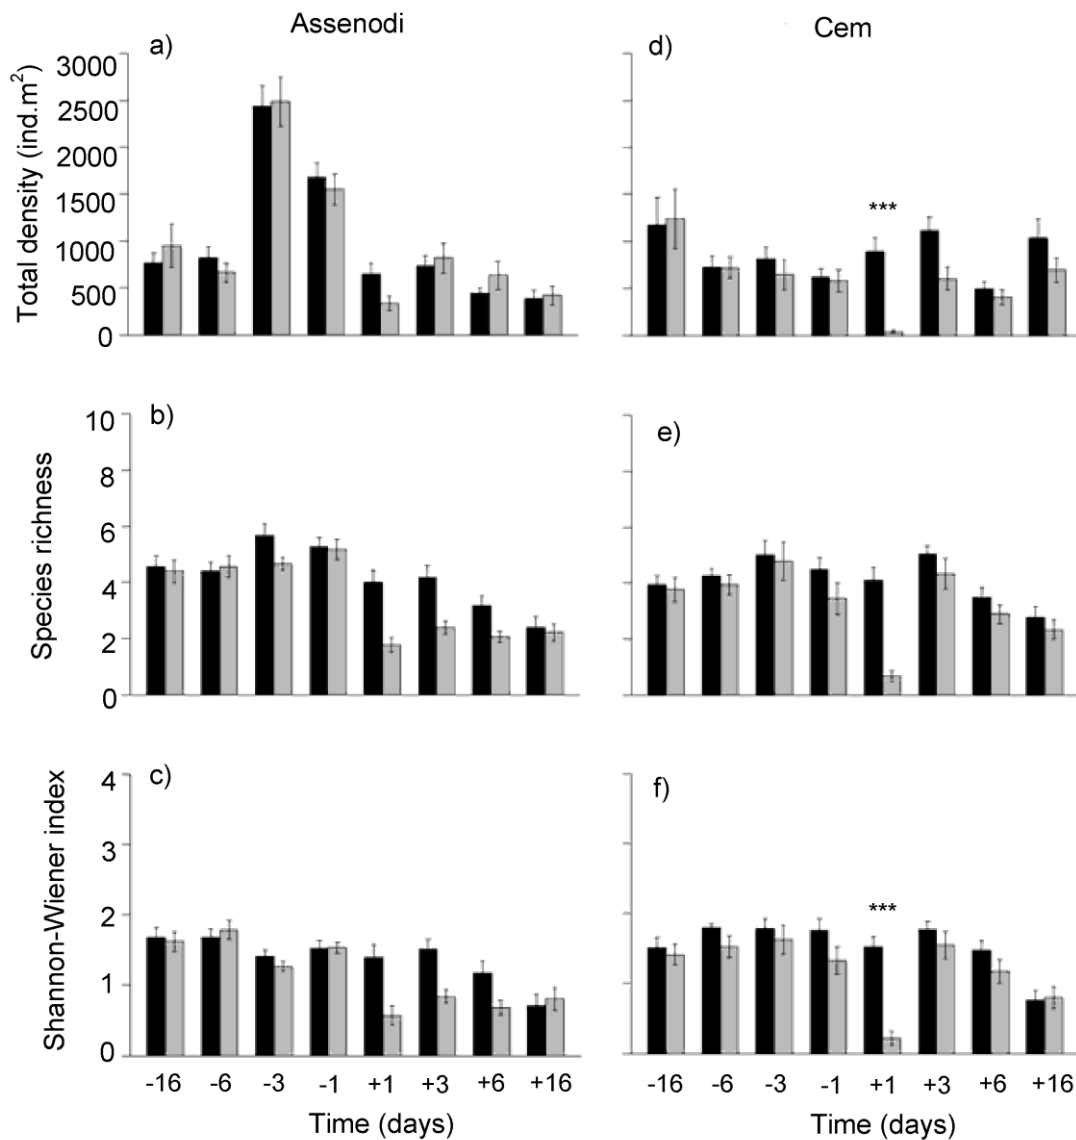 Assenodi
Cem
a)
d)
Total density (ind.m²)
3000
2500
2000
1500
1000
500
0
***
b)
e)
Species richness
10
8
6
4
2
0
c)
f)
Shannon-Wiener index
4
3
2
1
0
***
-16 -6 -3 -1 +1 +3 +6 +16
-16 -6 -3 -1 +1 +3 +6 +16
Time (days)
Time (days)